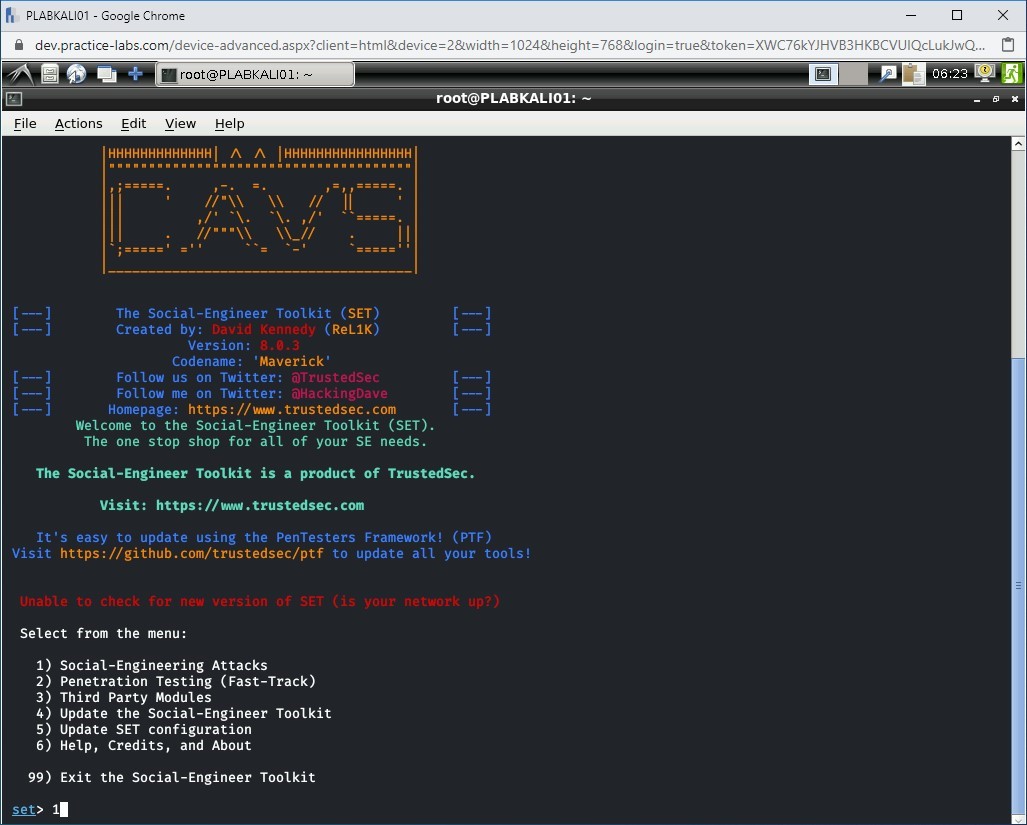 PLABKALI01 - Google Chrome
dev.practice-labs.com/device-advanced.aspx?client=html&device=2&width=1024&height=768&login=true&token=XWC76kYJHVB3HKBCVUIQcLukJwQ...
root@PLABKALI01: ~
06:23
root@PLABKALI01: ~
File Actions Edit View Help
|HHHHHHHHHHHHH| /\ /\ |HHHHHHHHHHHHHHHH|
CAVS
[---] The Social-Engineer Toolkit (SET) [---]
[---] Created by: David Kennedy (ReL1K) [---]
Version: 8.0.3
Codename: 'Maverick'
[---] Follow us on Twitter: @TrustedSec [---]
[---] Follow me on Twitter: @HackingDave [---]
[---] Homepage: https://www.trustedsec.com [---]
Welcome to the Social-Engineer Toolkit (SET).
The one stop shop for all of your SE needs.
The Social-Engineer Toolkit is a product of TrustedSec.
Visit: https://www.trustedsec.com
It's easy to update using the PenTesters Framework! (PTF)
Visit https://github.com/trustedsec/ptf to update all your tools!
Unable to check for new version of SET (is your network up?)
Select from the menu:
1) Social-Engineering Attacks
2) Penetration Testing (Fast-Track)
3) Third Party Modules
4) Update the Social-Engineer Toolkit
5) Update SET configuration
6) Help, Credits, and About
99) Exit the Social-Engineer Toolkit
set> 1